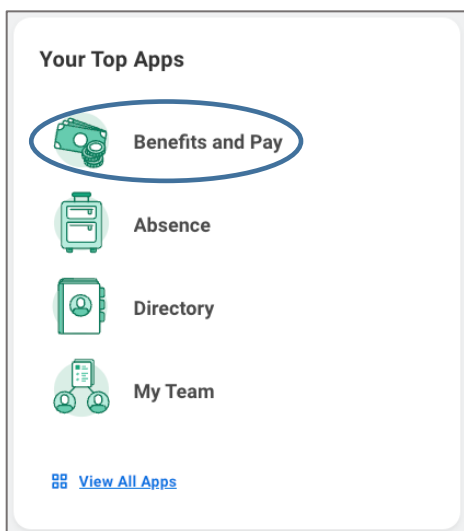 Your Top Apps
Benefits and Pay
Absence
Directory
My Team
View All Apps